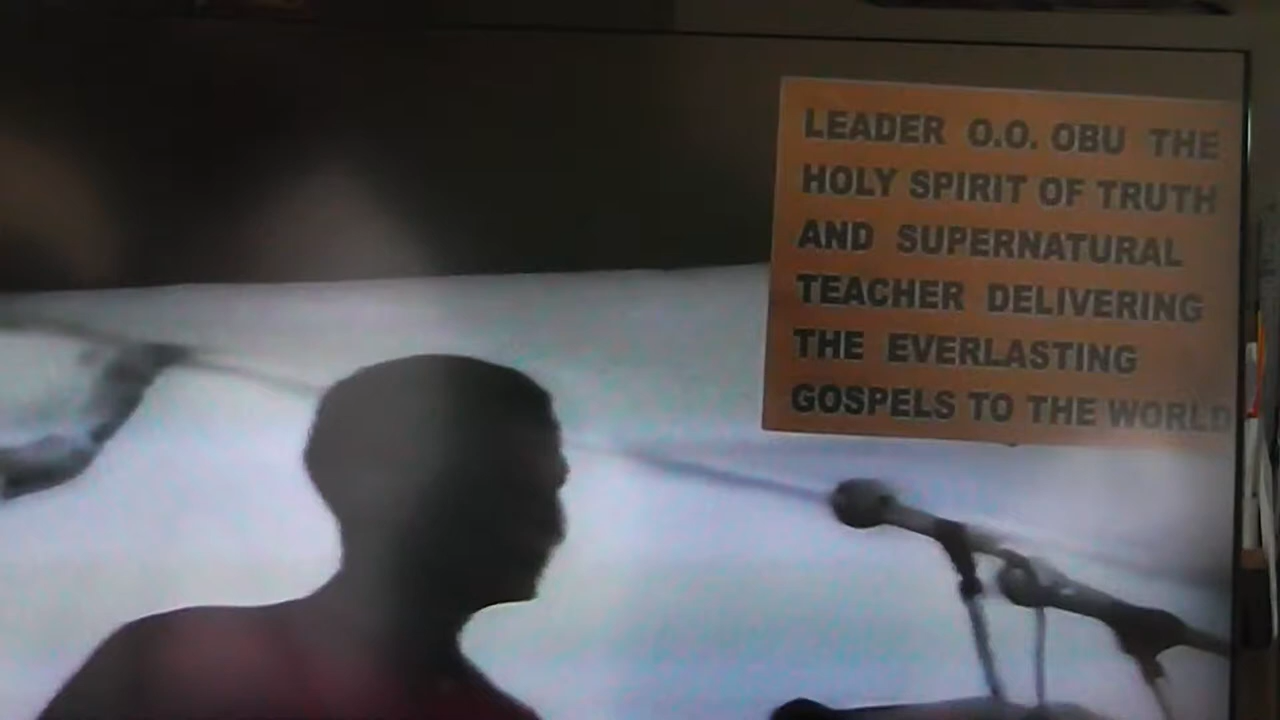 LEADER O.O. OBU THE
HOLY SPIRIT OF TRUTH
AND SUPERNATURAL
TEACHER DELIVERING
THE EVERLASTING
GOSPELS TO THE WORLD